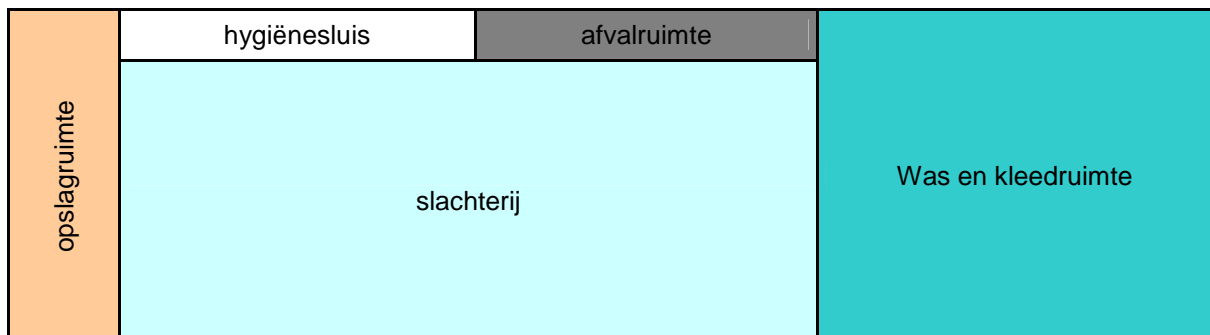 opslagruimte
hygiënesluis
afvalruimte
slachterij
Was en kleedruimte